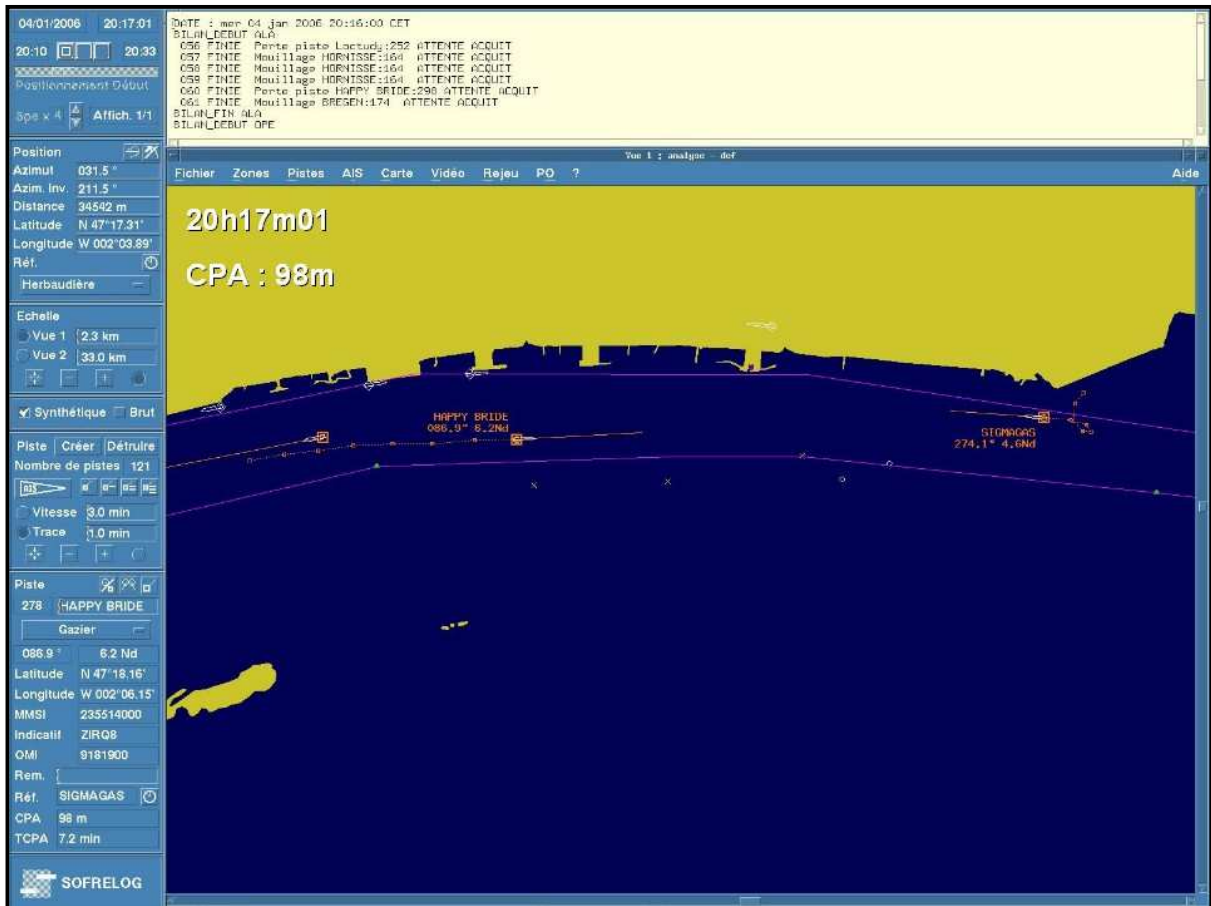 04/01/2006 20:17:01
20:10 20:33
Positionnement Début
Spe x 4 Affich. 1/1
DATE : mer 04 jan 2006 20:16:00 CET
BILAN_DEBUT ALA
056 FINIE Perte piste Loctudy:252 ATTENTE ACQUIT
057 FINIE Mouillage HORNISSE:164 ATTENTE ACQUIT
058 FINIE Mouillage HORNISSE:164 ATTENTE ACQUIT
059 FINIE Mouillage HORNISSE:164 ATTENTE ACQUIT
060 FINIE Perte piste HAPPY BRIDE:298 ATTENTE ACQUIT
061 FINIE Mouillage BREGEN:174 ATTENTE ACQUIT
BILAN_FIN ALA
BILAN_DEBUT OPE
Vue 1 : analyse - def
Fichier Zones Pistes AIS Carte Vidéo Rejeu PO ? Aide
Position
Azimut 031.5 °
Azim. Inv. 211.5 °
Distance 34542 m
Latitude N 47°17.31'
Longitude W 002°03.89'
Réf.
Herbaudière
Echelle
Vue 1 2.3 km
Vue 2 33.0 km
Synthétique Brut
Piste Créer Détruire
Nombre de pistes 121
AIS
Vitesse 3.0 min
Trace 1.0 min
Piste
278 HAPPY BRIDE
Gazier
086.9 ° 6.2 Nd
Latitude N 47°18.16'
Longitude W 002°06.15'
MMSI 235514000
Indicatif ZIRQ8
OMI 9181900
Rem.
Réf. SIGMAGAS
CPA 98 m
TCPA 7.2 min
SOFRELOG
20h17m01
CPA : 98m
HAPPY BRIDE
086.9° 6.2Nd
SIGMAGAS
274.1° 4.6Nd